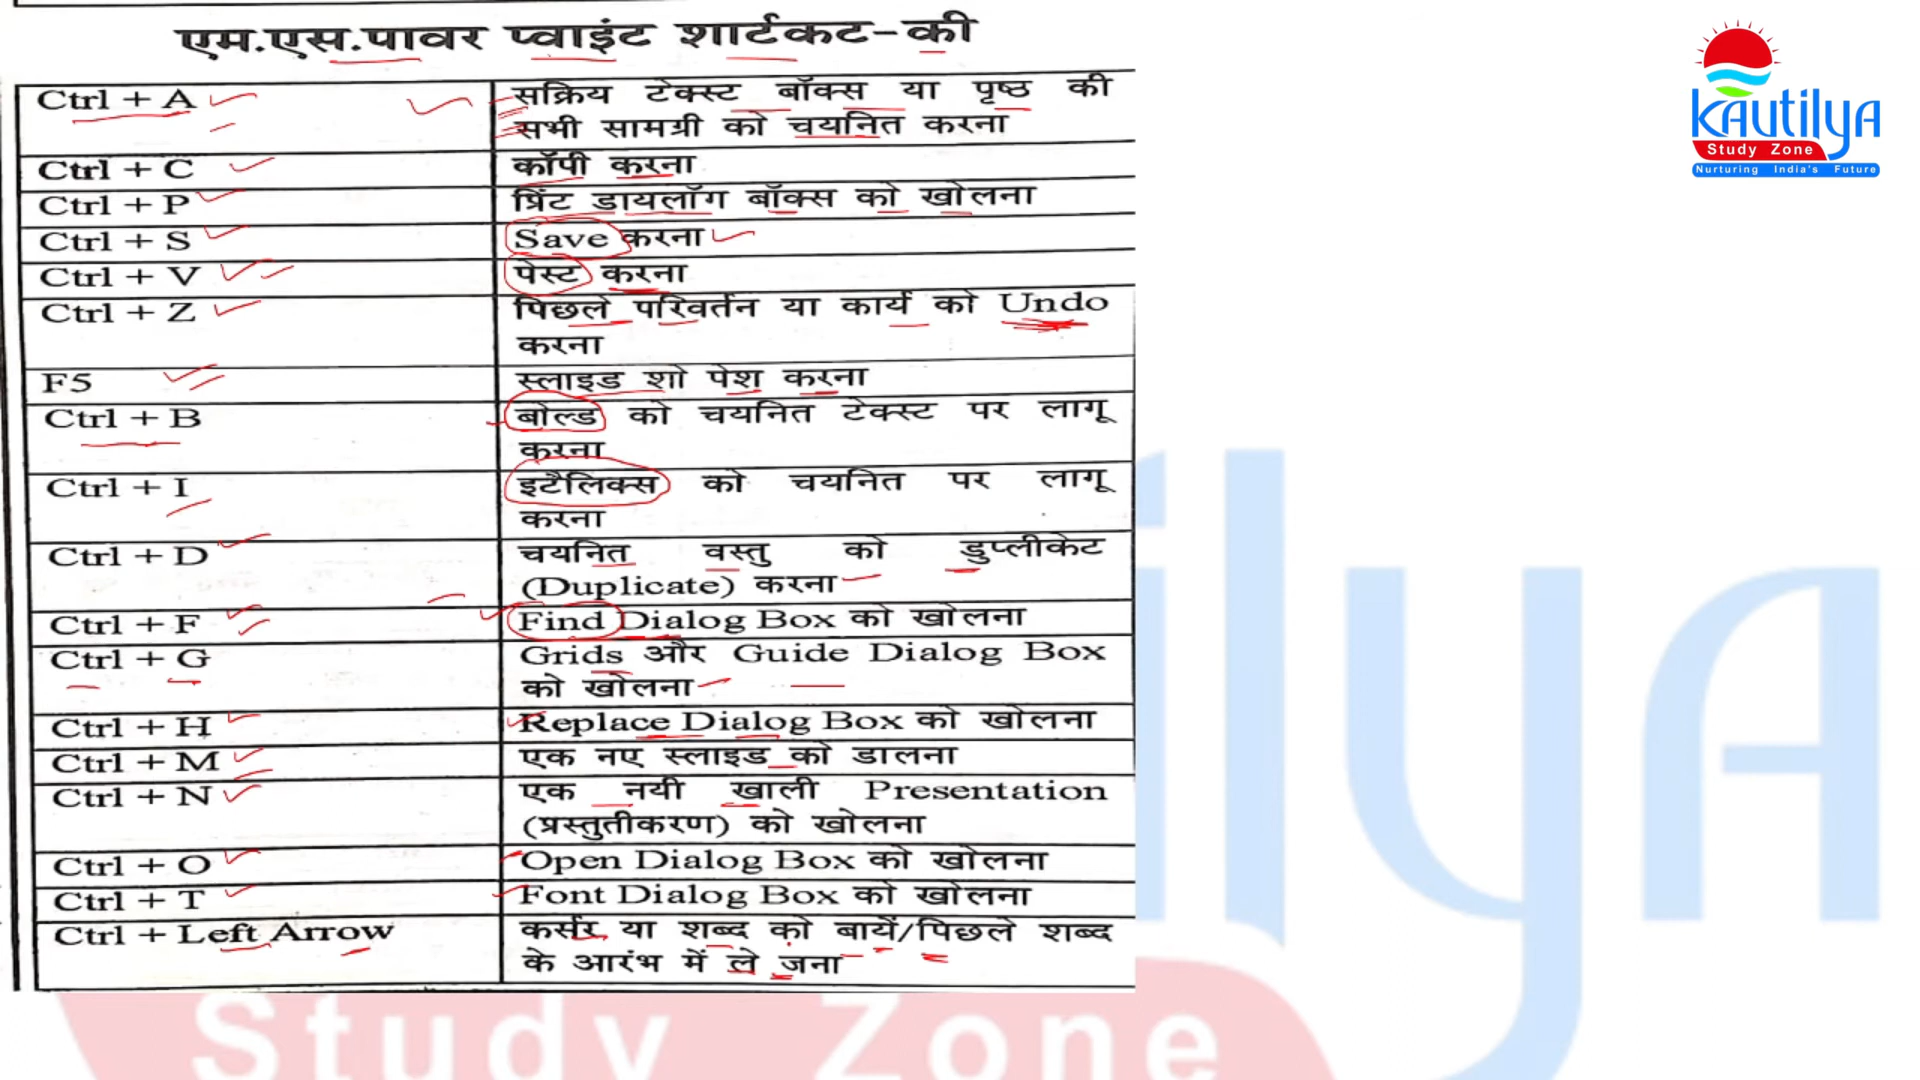 एम.एस.पावर प्वाइंट शार्टकट-की
Ctrl + A
सक्रिय टेक्स्ट बॉक्स या पृष्ठ की
सभी सामग्री को चयनित करना
Ctrl + C
कॉपी करना
Ctrl + P
प्रिंट डायलॉग बॉक्स को खोलना
Ctrl + S
Save करना
Ctrl + V
पेस्ट करना
Ctrl + Z
पिछले परिवर्तन या कार्य को Undo
करना
F5
स्लाइड शो पेश करना
Ctrl + B
बोल्ड को चयनित टेक्स्ट पर लागू
करना
Ctrl + I
इटैलिक्स को चयनित पर लागू
करना
Ctrl + D
चयनित वस्तु को डुप्लीकेट
(Duplicate) करना
Ctrl + F
Find Dialog Box को खोलना
Ctrl + G
Grids और Guide Dialog Box
को खोलना
Ctrl + H
Replace Dialog Box को खोलना
Ctrl + M
एक नए स्लाइड को डालना
Ctrl + N
एक नयी खाली Presentation
(प्रस्तुतीकरण) को खोलना
Ctrl + O
Open Dialog Box को खोलना
Ctrl + T
Font Dialog Box को खोलना
Ctrl + Left Arrow
कर्सर या शब्द को बायें/पिछले शब्द
के आरंभ में ले जना
Kautilya
Study Zone
Nurturing India's Future
ilya
Study Zone